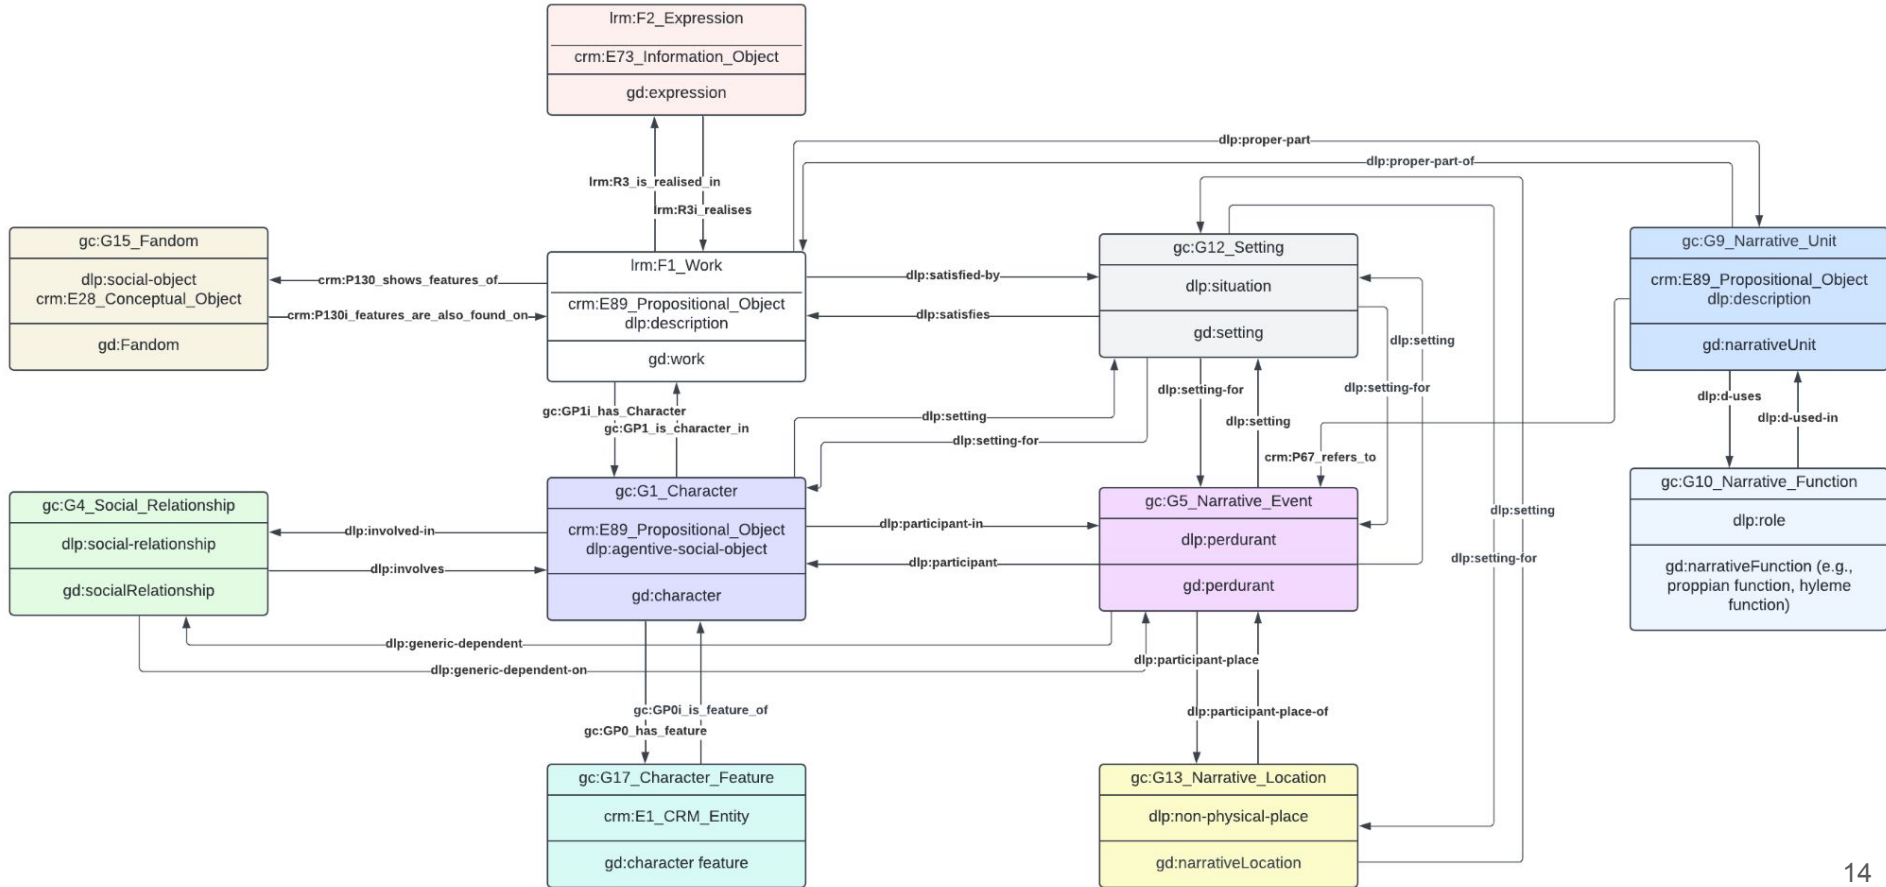 lrm:F2_Expression
crm:E73_Information_Object
gd:expression
dlp:proper-part
dlp:proper-part-of
lrm:R3_is_realised_in
lrm:R3i_realises
gc:G15_Fandom
dlp:social-object
crm:E28_Conceptual_Object
gd:Fandom
crm:P130_shows_features_of
crm:P130i_features_are_also_found_on
lrm:F1_Work
crm:E89_Propositional_Object
dlp:description
gd:work
dlp:satisfied-by
dlp:satisfies
gc:G12_Setting
dlp:situation
gd:setting
dlp:setting
dlp:setting-for
gc:G9_Narrative_Unit
crm:E89_Propositional_Object
dlp:description
gd:narrativeUnit
dlp:setting-for
dlp:setting
dlp:d-uses
dlp:d-used-in
gc:GP1i_has_Character
gc:GP1_is_character_in
dlp:setting
dlp:setting-for
crm:P67_refers_to
gc:G4_Social_Relationship
dlp:social-relationship
gd:socialRelationship
dlp:involved-in
dlp:involves
gc:G1_Character
crm:E89_Propositional_Object
dlp:agentive-social-object
gd:character
dlp:participant-in
dlp:participant
gc:G5_Narrative_Event
dlp:perdurant
gd:perdurant
dlp:setting
dlp:setting-for
gc:G10_Narrative_Function
dlp:role
gd:narrativeFunction (e.g.,
proppian function, hyleme
function)
dlp:generic-dependent
dlp:generic-dependent-on
dlp:participant-place
dlp:participant-place-of
gc:GP0i_is_feature_of
gc:GP0_has_feature
gc:G17_Character_Feature
crm:E1_CRM_Entity
gd:character feature
gc:G13_Narrative_Location
dlp:non-physical-place
gd:narrativeLocation
14